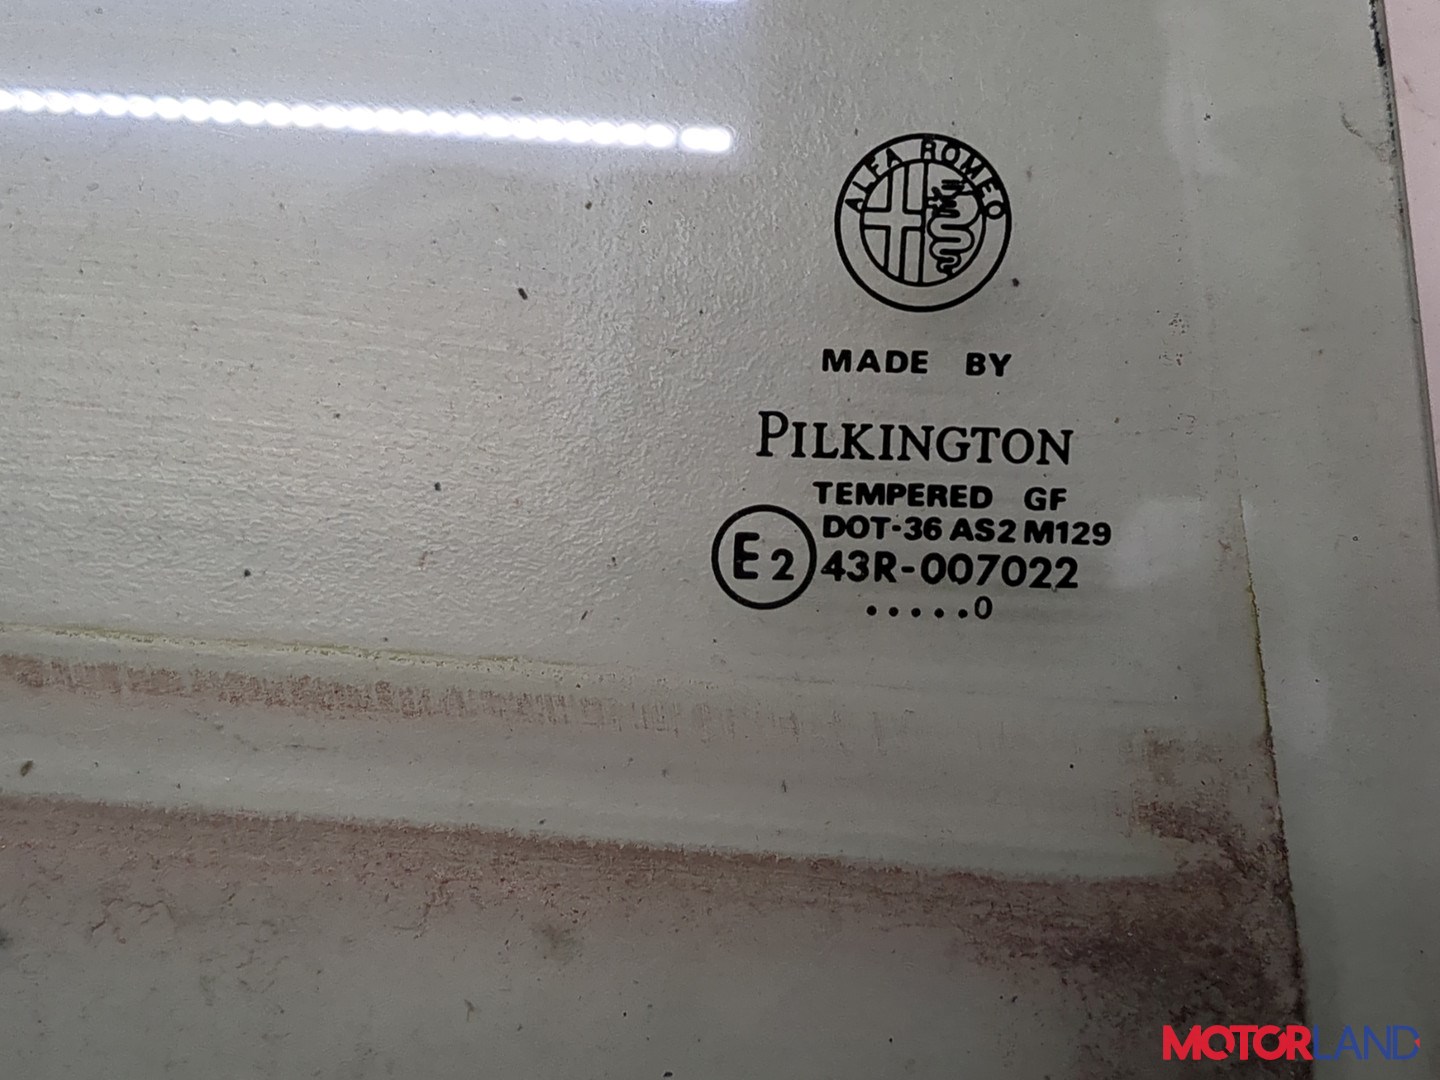 ALFA ROMEO
MADE BY
PILKINGTON
TEMPERED GF
DOT-36 AS2 M129
E2 43R-007022
.....0
MOTORLAND